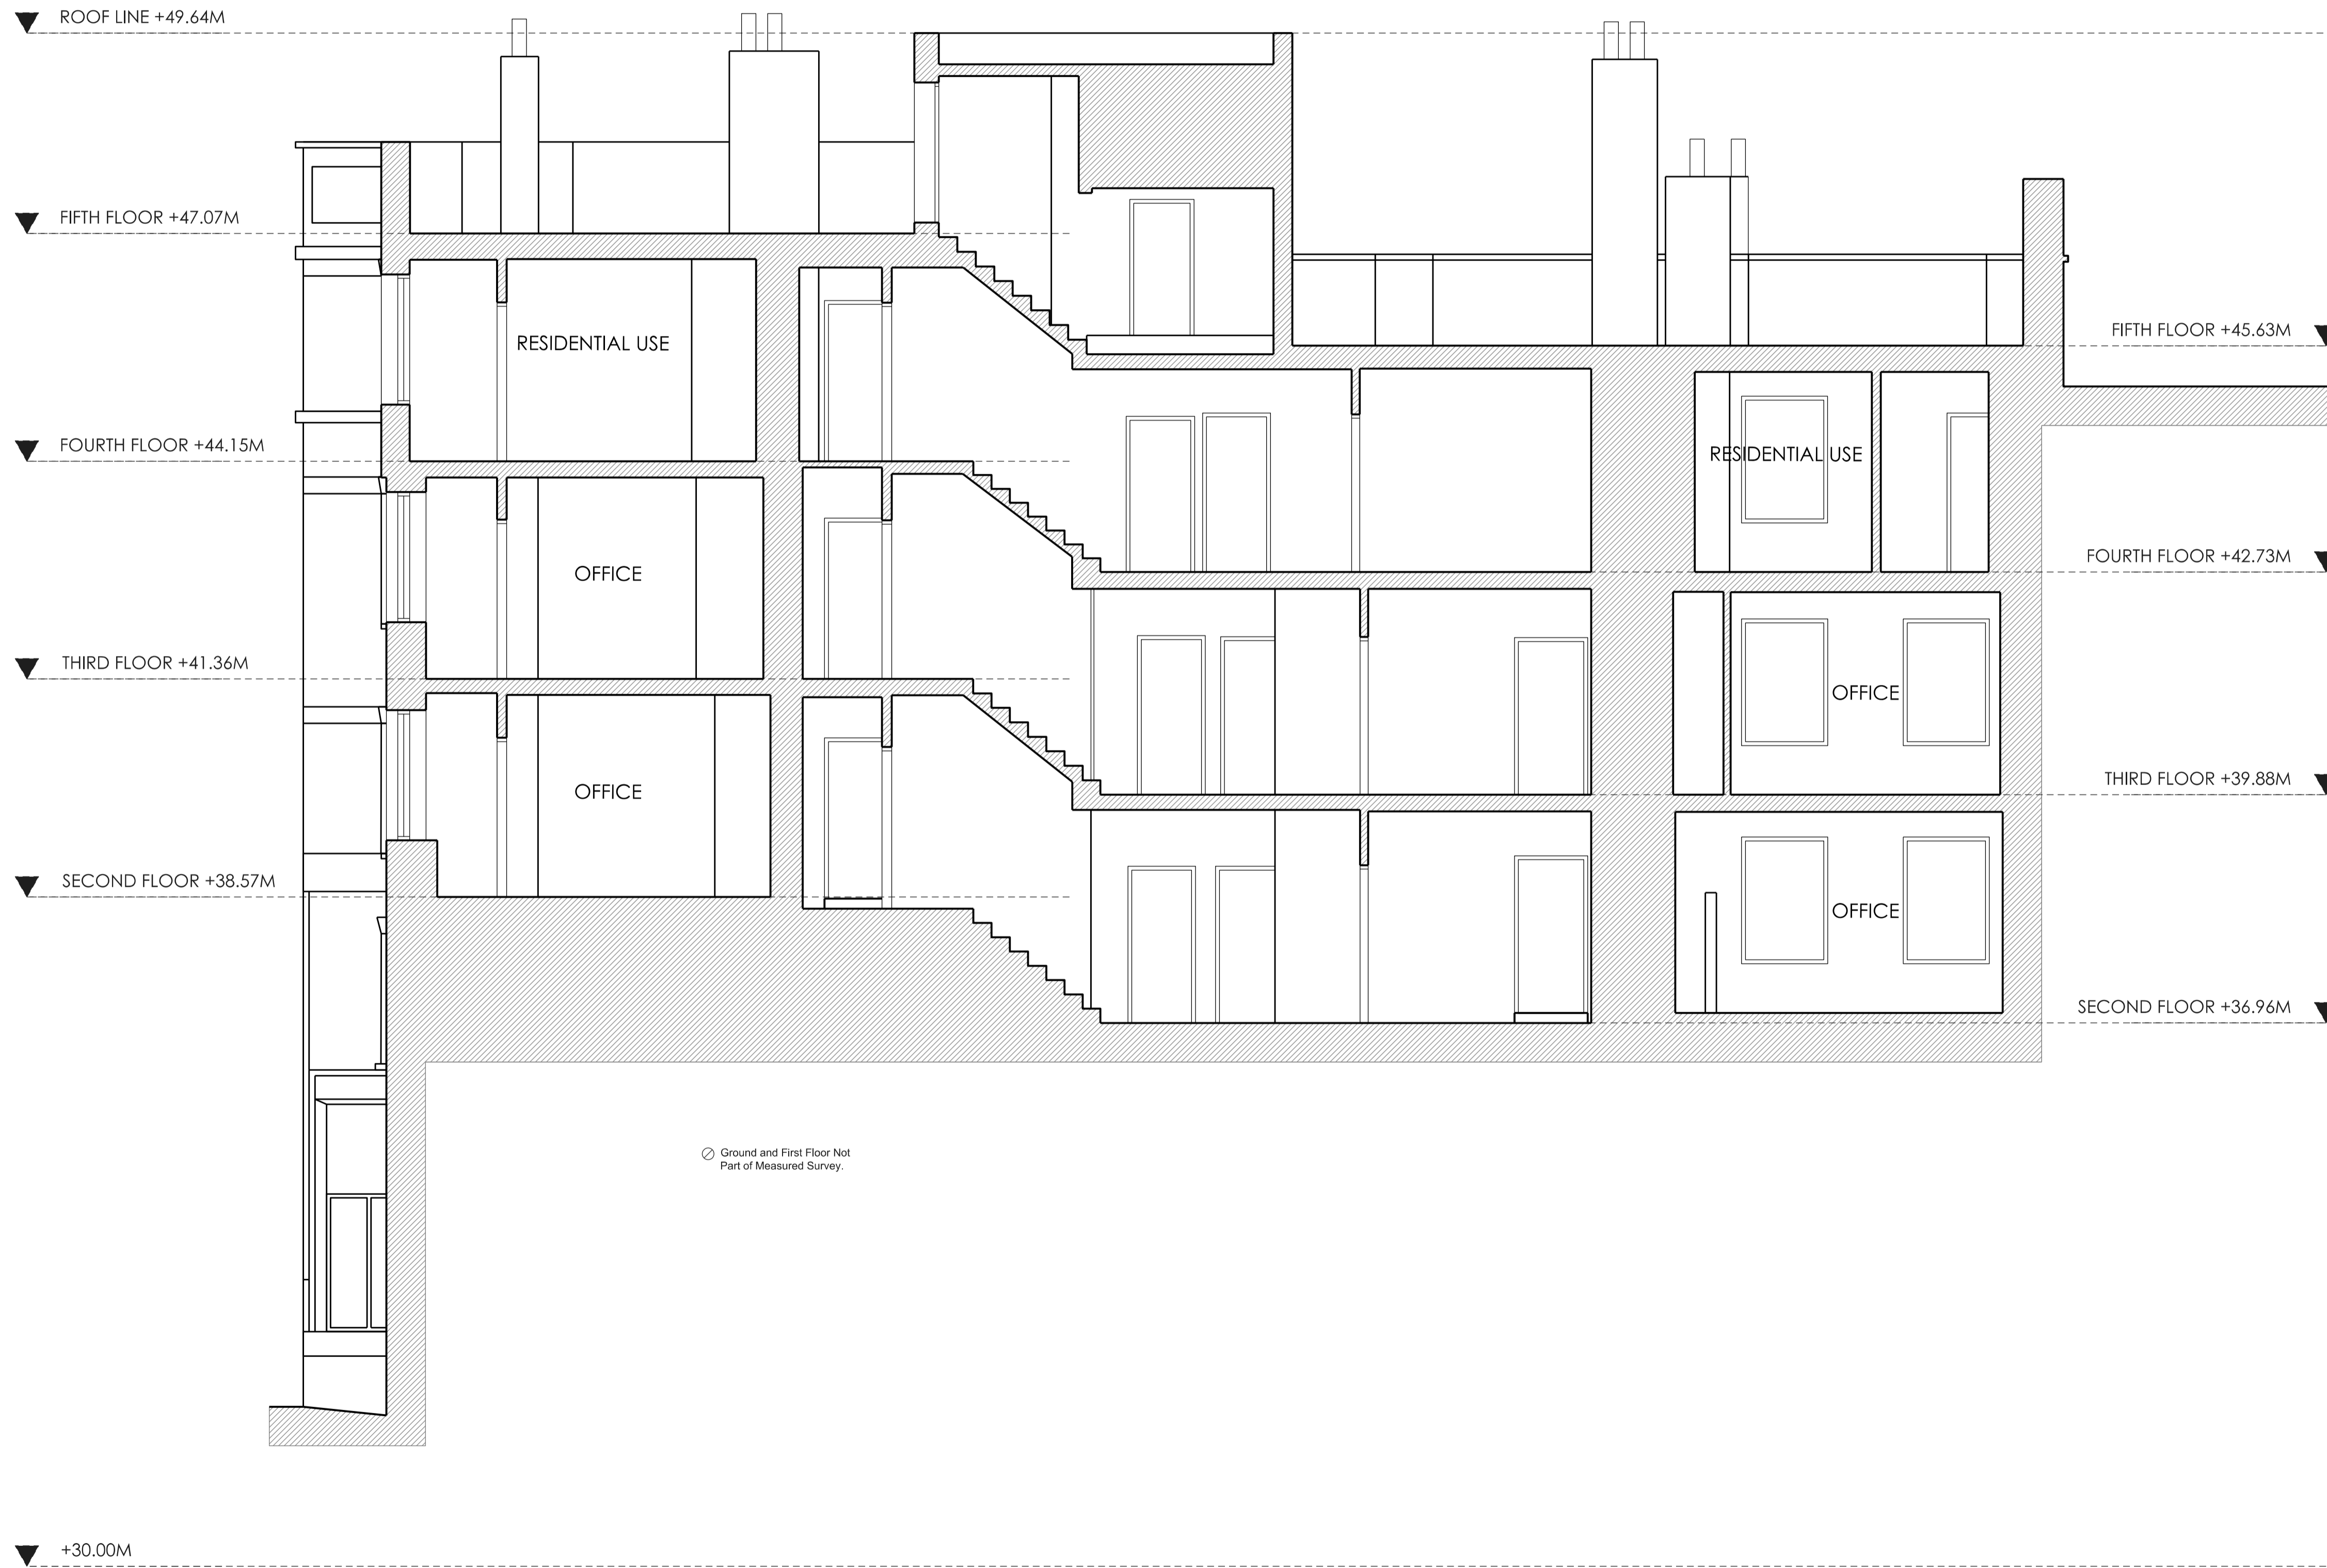 ROOF LINE +49.64M
FIFTH FLOOR +47.07M
RESIDENTIAL USE
FIFTH FLOOR +45.63M
FOURTH FLOOR +44.15M
RESIDENTIAL USE
FOURTH FLOOR +42.73M
OFFICE
THIRD FLOOR +41.36M
OFFICE
THIRD FLOOR +39.88M
OFFICE
SECOND FLOOR +38.57M
OFFICE
SECOND FLOOR +36.96M
Ground and First Floor Not
Part of Measured Survey.
+30.00M